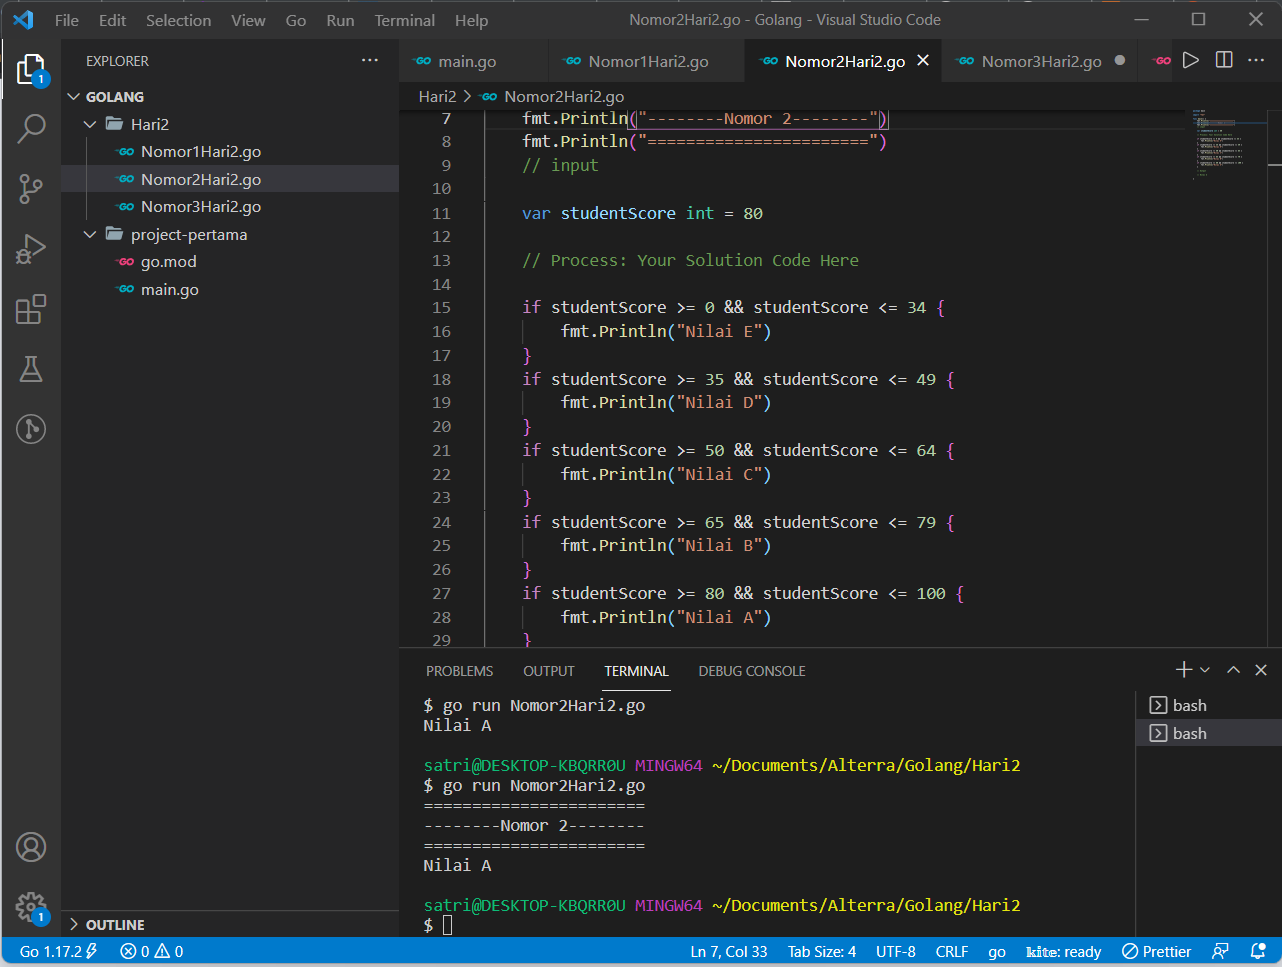 File Edit Selection View Go Run Terminal Help
Nomor2Hari2.go - Golang - Visual Studio Code
EXPLORER
GOLANG
Hari2
Nomor1Hari2.go
Nomor2Hari2.go
Nomor3Hari2.go
project-pertama
go.mod
main.go
OUTLINE
main.go Nomor1Hari2.go Nomor2Hari2.go Nomor3Hari2.go
Hari2 > Nomor2Hari2.go
7 fmt.Println("--------Nomor 2--------")
8 fmt.Println("=======================")
9 // input
10
11 var studentScore int = 80
12
13 // Process: Your Solution Code Here
14
15 if studentScore >= 0 && studentScore <= 34 {
16 fmt.Println("Nilai E")
17 }
18 if studentScore >= 35 && studentScore <= 49 {
19 fmt.Println("Nilai D")
20 }
21 if studentScore >= 50 && studentScore <= 64 {
22 fmt.Println("Nilai C")
23 }
24 if studentScore >= 65 && studentScore <= 79 {
25 fmt.Println("Nilai B")
26 }
27 if studentScore >= 80 && studentScore <= 100 {
28 fmt.Println("Nilai A")
29 }
PROBLEMS OUTPUT TERMINAL DEBUG CONSOLE
$ go run Nomor2Hari2.go
Nilai A
satri@DESKTOP-KBQRR0U MINGW64 ~/Documents/Alterra/Golang/Hari2
$ go run Nomor2Hari2.go
=======================
--------Nomor 2--------
=======================
Nilai A
satri@DESKTOP-KBQRR0U MINGW64 ~/Documents/Alterra/Golang/Hari2
$
bash
bash
1
1
Go 1.17.2 0 0 Ln 7, Col 33 Tab Size: 4 UTF-8 CRLF go kite: ready Prettier